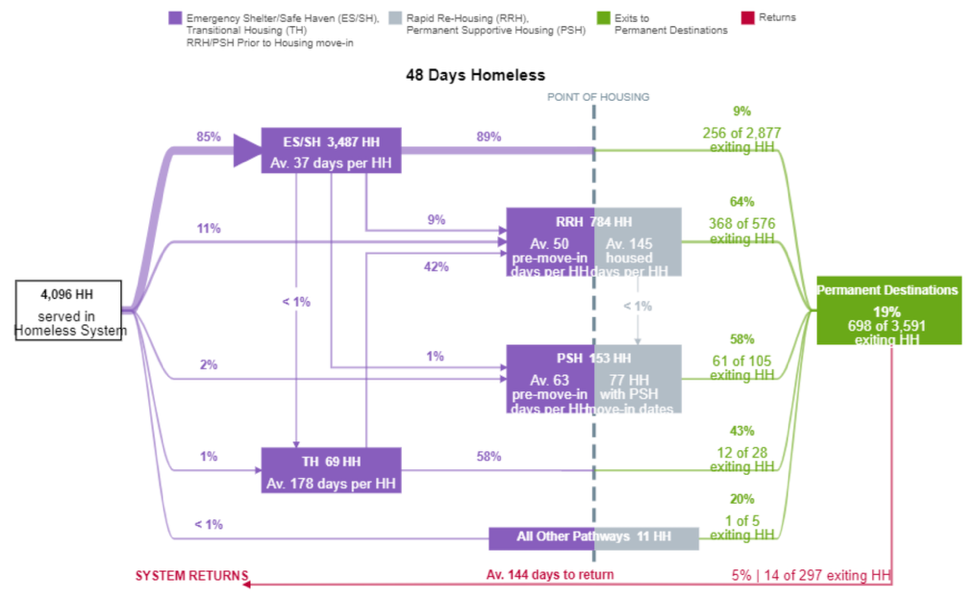 Emergency Shelter/Safe Haven (ES/SH),
Transitional Housing (TH)
RRH/PSH Prior to Housing move-in
Rapid Re-Housing (RRH),
Permanent Supportive Housing (PSH)
Exits to
Permanent Destinations
Returns
48 Days Homeless
POINT OF HOUSING
85%
ES/SH 3,487 HH
Av. 37 days per HH
89%
9%
256 of 2,877
exiting HH
11%
9%
42%
RRH 784 HH
Av. 50
pre-move-in
days per HH
Av. 145
housed
days per HH
64%
368 of 576
exiting HH
4,096 HH
served in
Homeless System
< 1%
< 1%
Permanent Destinations
19%
698 of 3,591
exiting HH
2%
1%
PSH 153 HH
Av. 63
pre-move-in
days per HH
77 HH
with PSH
move-in dates
58%
61 of 105
exiting HH
1%
TH 69 HH
Av. 178 days per HH
58%
43%
12 of 28
exiting HH
< 1%
All Other Pathways 11 HH
20%
1 of 5
exiting HH
SYSTEM RETURNS
Av. 144 days to return
5% | 14 of 297 exiting HH